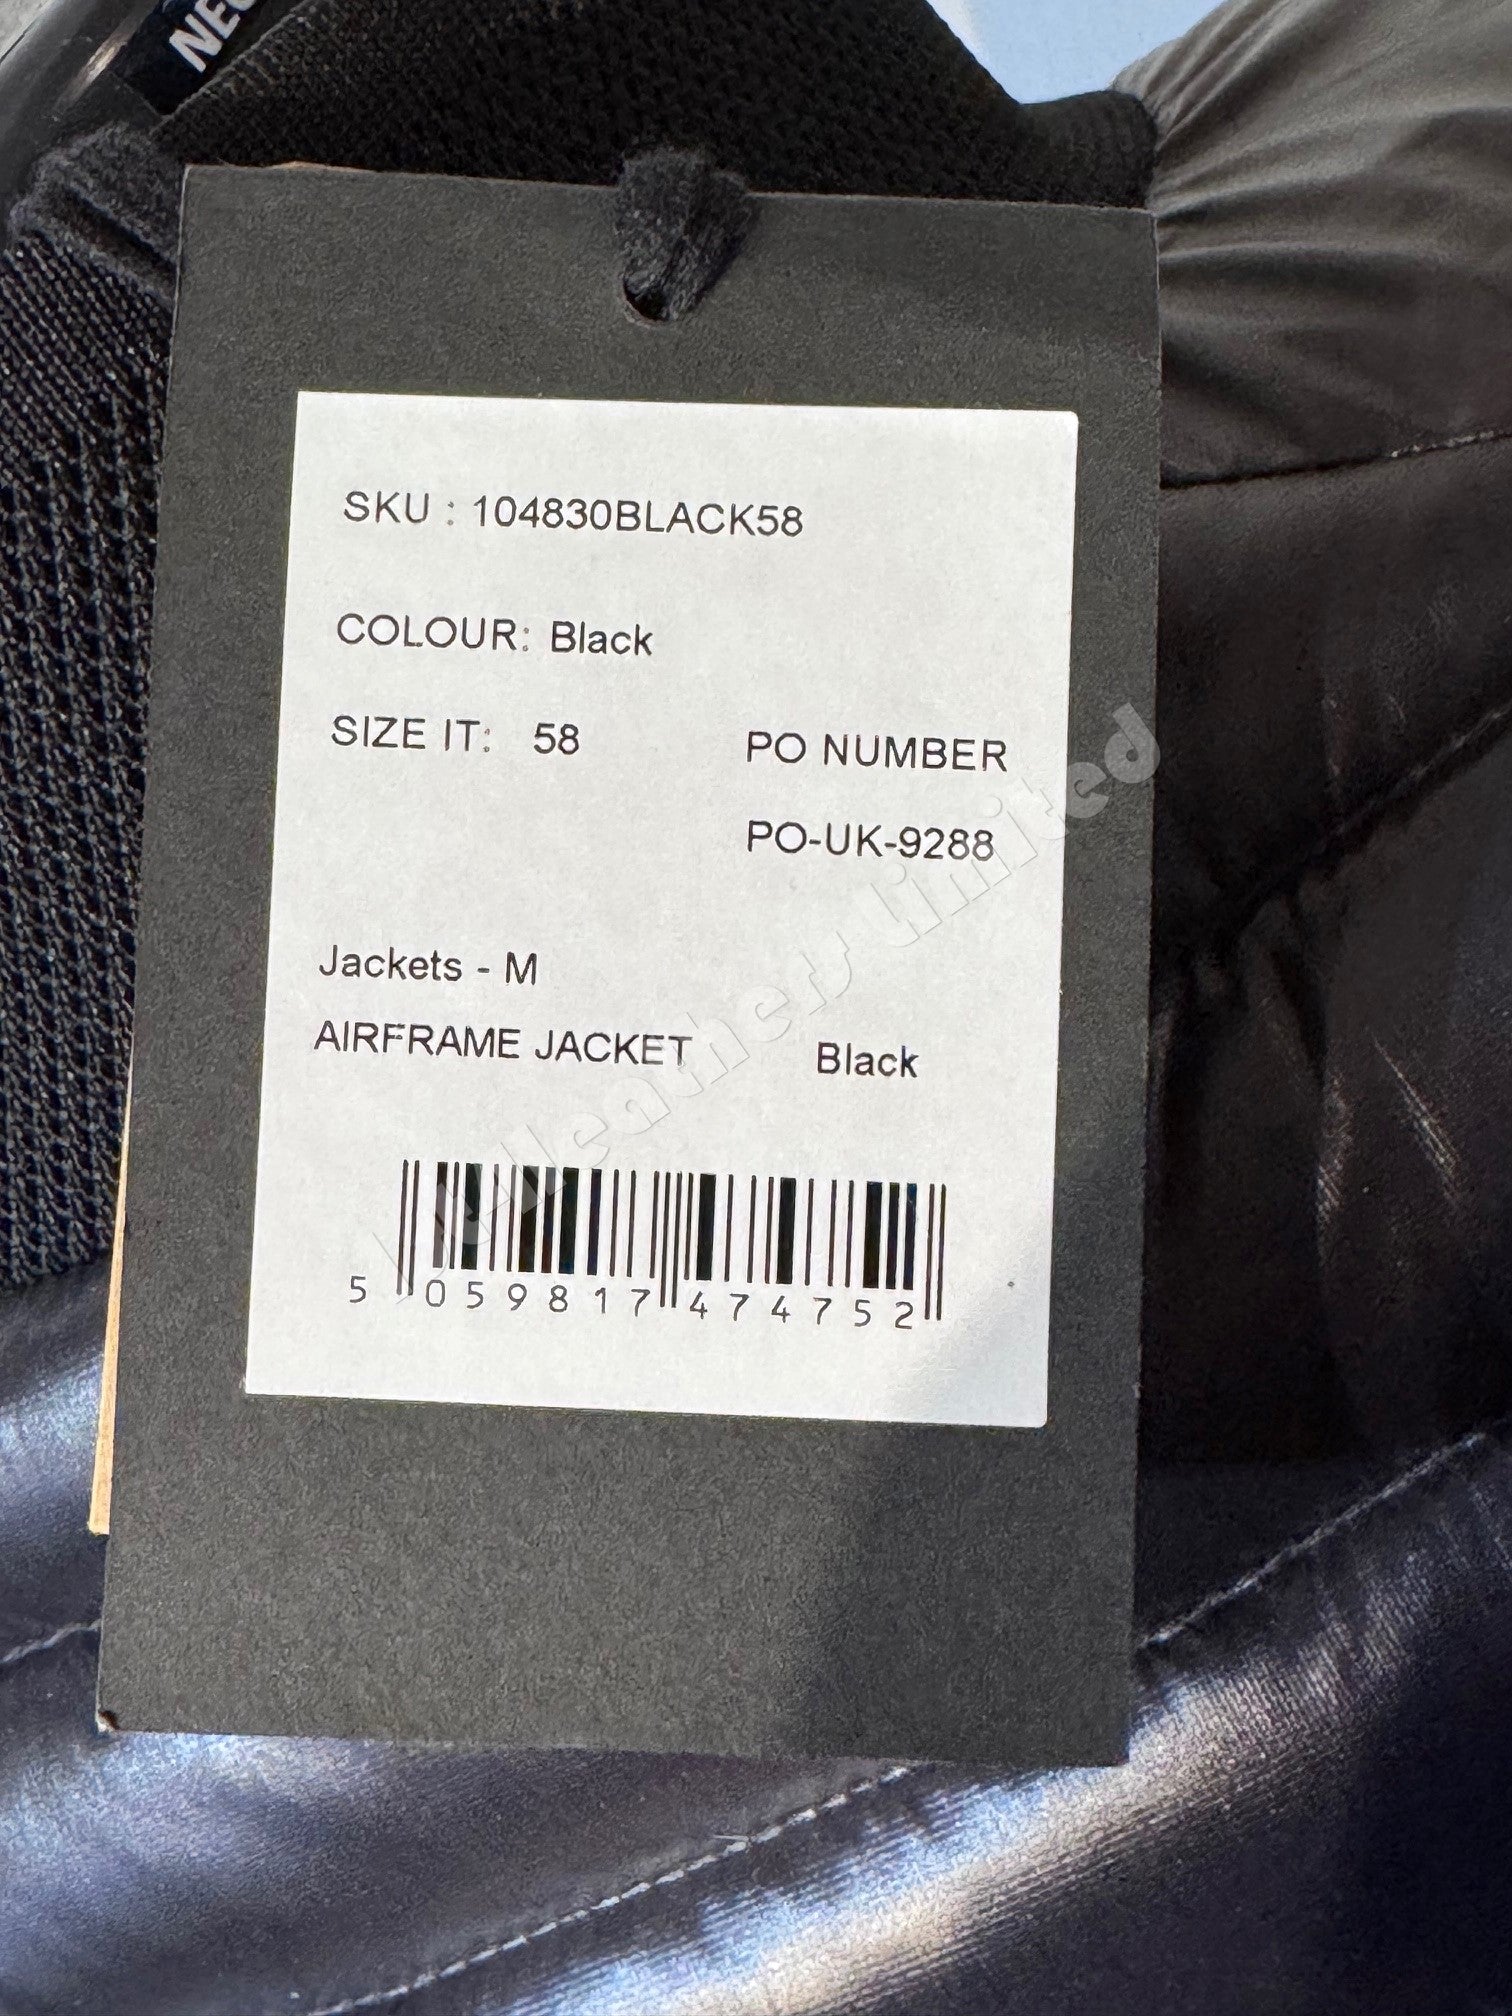 NEO
SKU : 104830BLACK58
COLOUR: Black
SIZE IT: 58
PO NUMBER
PO-UK-9288
Jackets - M
AIRFRAME JACKET Black
5 059817 474752